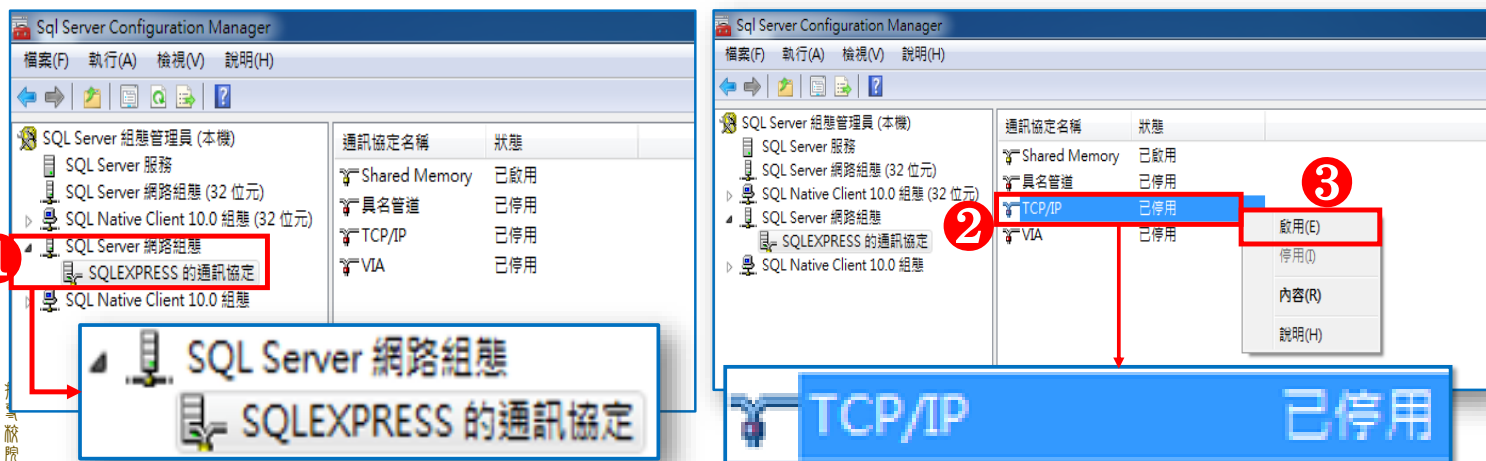 Sql Server Configuration Manager
檔案(F) 執行(A) 檢視(V) 說明(H)
SQL Server 組態管理員 (本機)
SQL Server 服務
SQL Server 網路組態 (32 位元)
SQL Native Client 10.0 組態 (32 位元)
SQL Server 網路組態
SQLEXPRESS 的通訊協定
SQL Native Client 10.0 組態
通訊協定名稱 狀態
Shared Memory 已啟用
具名管道 已停用
TCP/IP 已停用
VIA 已停用
SQL Server 網路組態
SQLEXPRESS 的通訊協定
Sql Server Configuration Manager
檔案(F) 執行(A) 檢視(V) 說明(H)
SQL Server 組態管理員 (本機)
SQL Server 服務
SQL Server 網路組態 (32 位元)
SQL Native Client 10.0 組態 (32 位元)
SQL Server 網路組態
SQLEXPRESS 的通訊協定
SQL Native Client 10.0 組態
通訊協定名稱 狀態
Shared Memory 已啟用
具名管道 已停用
2 TCP/IP 已停用
VIA 已停用
3
啟用(E)
停用(I)
內容(R)
說明(H)
TCP/IP 已停用